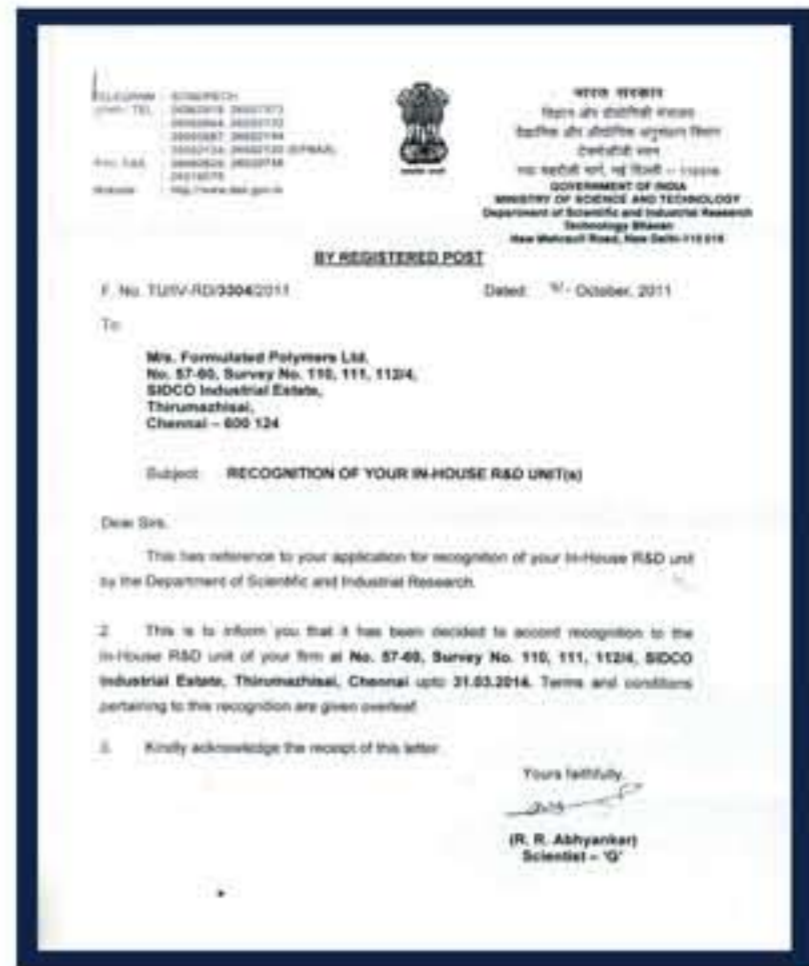 BY REGISTERED POST
भारत सरकार
GOVERNMENT OF INDIA
MINISTRY OF SCIENCE AND TECHNOLOGY
Department of Scientific and Industrial Research
Technology Bhavan
New Mehrauli Road, New Delhi-110 016
F. No. TU/IV-RD/3304/2011
Dated: October, 2011
To
M/s. Formulated Polymers Ltd.
No. 57-60, Survey No. 110, 111, 112/4,
SIDCO Industrial Estate,
Thirumazhisai,
Chennai – 600 124
Subject: RECOGNITION OF YOUR IN-HOUSE R&D UNIT(s)
Dear Sirs,
This has reference to your application for recognition of your In-House R&D unit
by the Department of Scientific and Industrial Research.
2. This is to inform you that it has been decided to accord recognition to the
In-House R&D unit of your firm at No. 57-60, Survey No. 110, 111, 112/4, SIDCO
Industrial Estate, Thirumazhisai, Chennai upto 31.03.2014. Terms and conditions
pertaining to this recognition are given overleaf.
3. Kindly acknowledge the receipt of this letter.
Yours faithfully,
(R. R. Abhyankar)
Scientist – 'G'